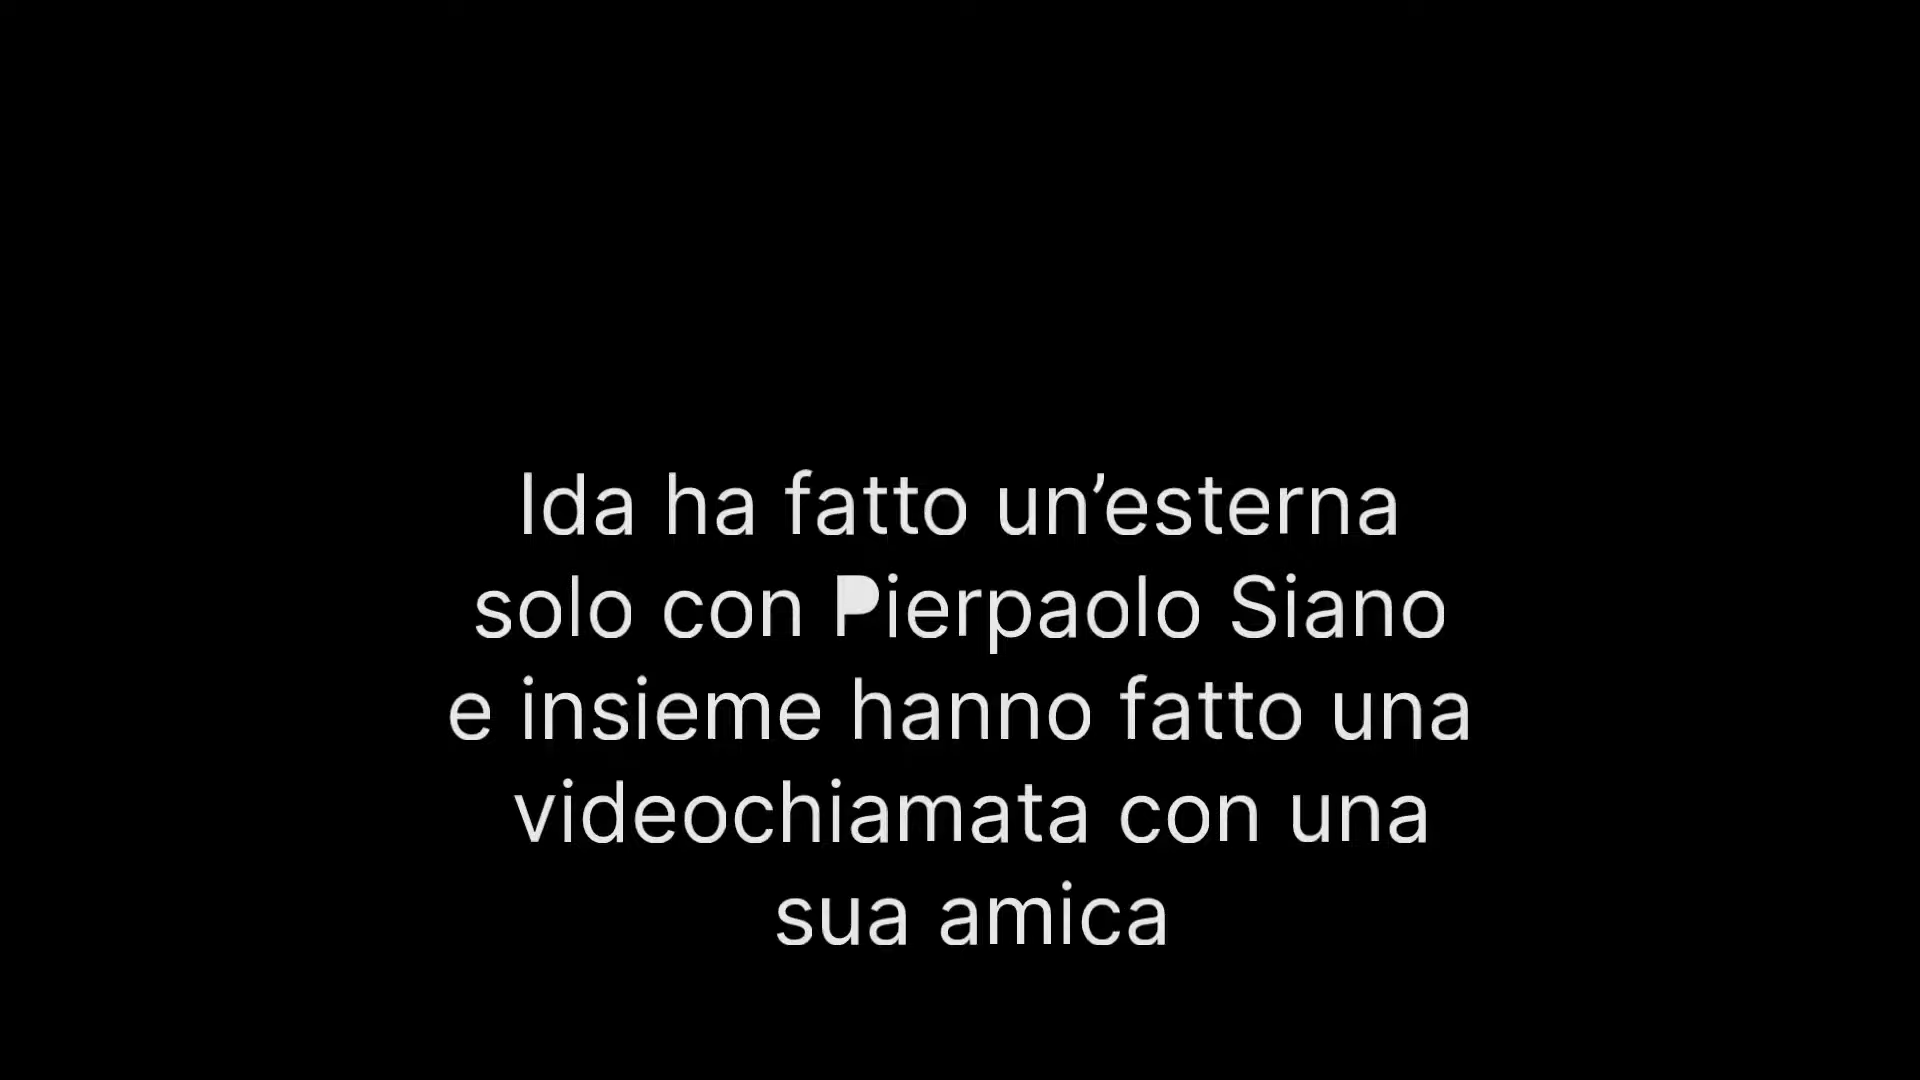 Ida ha fatto un’esterna
solo con Pierpaolo Siano
e insieme hanno fatto una
videochiamata con una
sua amica